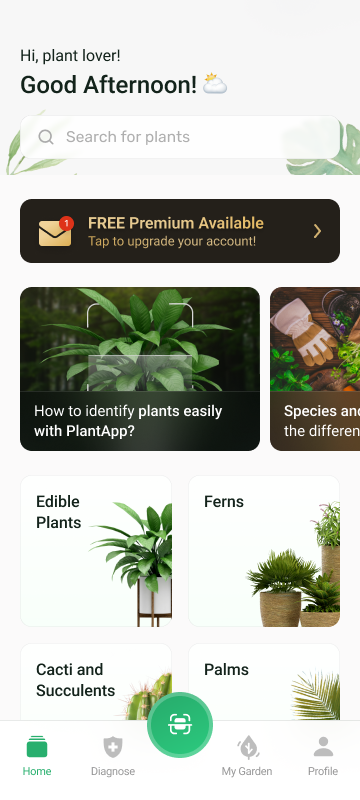 Hi, plant lover!
Good Afternoon!
Search for plants
1
FREE Premium Available
Tap to upgrade your account!
How to identify plants easily
with PlantApp?
Species and
the differen
Edible
Plants
Ferns
Cacti and
Succulents
Palms
Home
Diagnose
My Garden
Profile